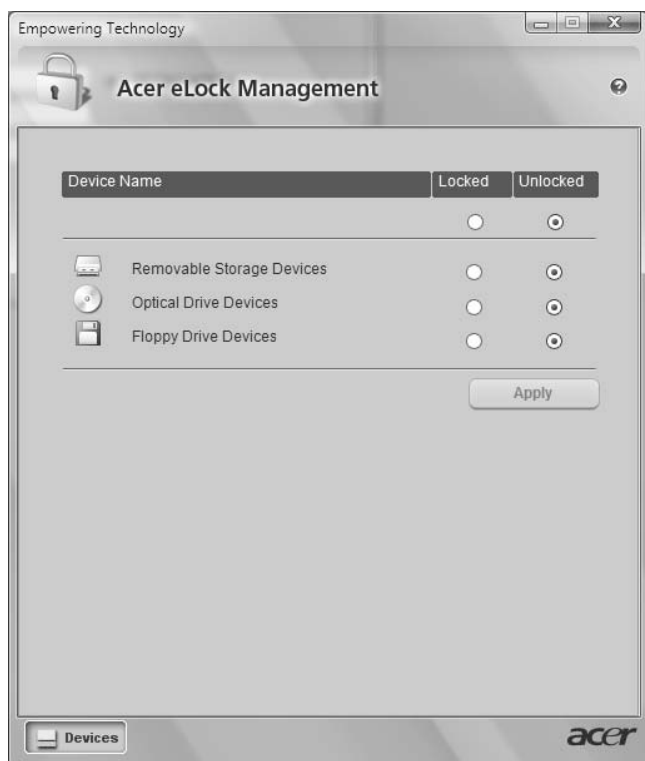 Empowering Technology
Acer eLock Management
Device Name Locked Unlocked
Removable Storage Devices
Optical Drive Devices
Floppy Drive Devices
Apply
Devices
acer